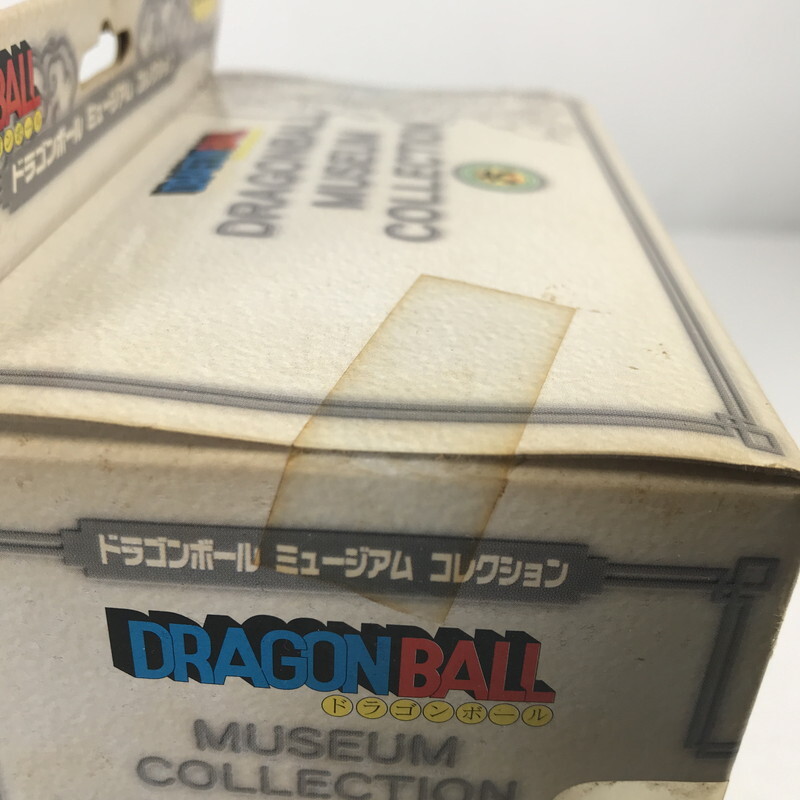 BALL
ドラゴンボール ミュージアム コレクション
DRAGONBALL
DRAGONBALL
MUSEUM
COLLECTION
ドラゴンボール ミュージアム コレクション
DRAGONBALL
ドラゴンボール
MUSEUM
COLLECTION